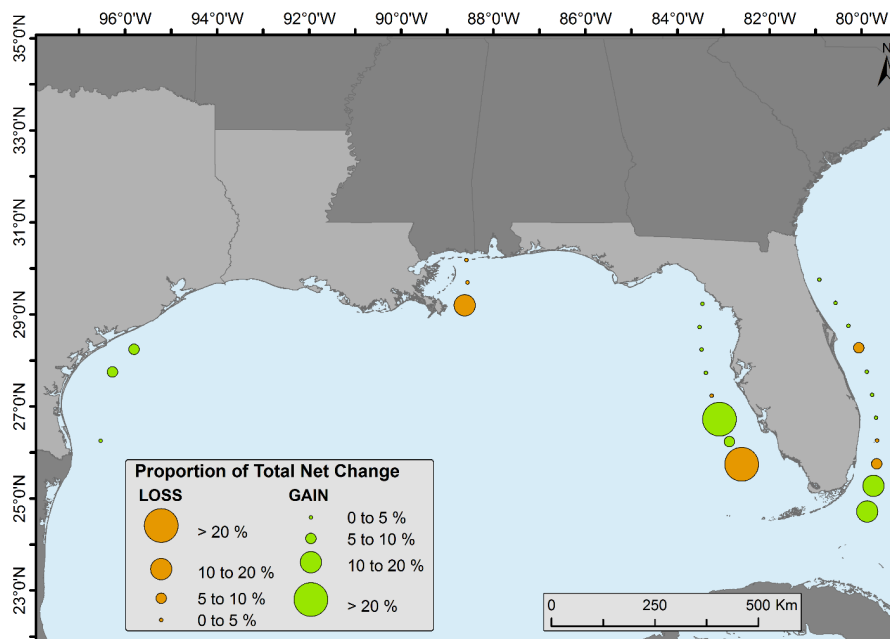 96°0'W 94°0'W 92°0'W 90°0'W 88°0'W 86°0'W 84°0'W 82°0'W 80°0'W
35°0'N
33°0'N
31°0'N
29°0'N
27°0'N
25°0'N
23°0'N
N
Proportion of Total Net Change
LOSS GAIN
> 20 % 0 to 5 %
5 to 10 %
10 to 20 % 10 to 20 %
5 to 10 % > 20 %
0 to 5 %
0 250 500 Km